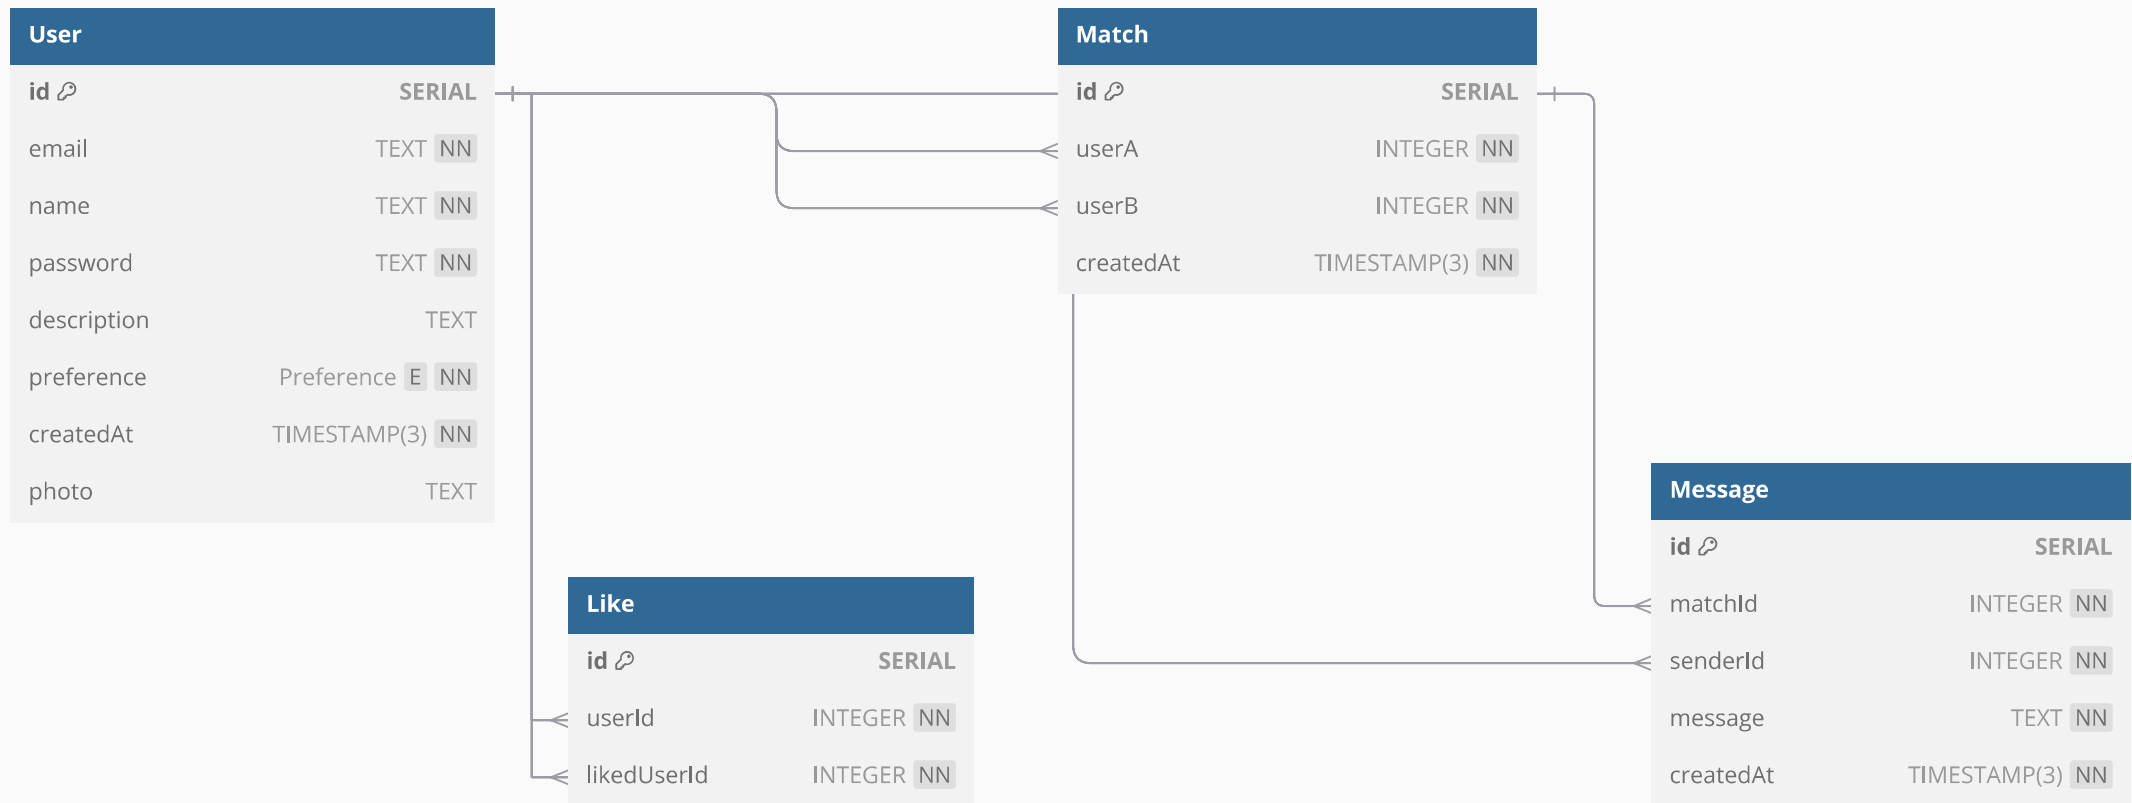 User
id SERIAL
email TEXT NN
name TEXT NN
password TEXT NN
description TEXT
preference Preference E NN
createdAt TIMESTAMP(3) NN
photo TEXT
Match
id SERIAL
userA INTEGER NN
userB INTEGER NN
createdAt TIMESTAMP(3) NN
Like
id SERIAL
userId INTEGER NN
likedUserId INTEGER NN
Message
id SERIAL
matchId INTEGER NN
senderId INTEGER NN
message TEXT NN
createdAt TIMESTAMP(3) NN